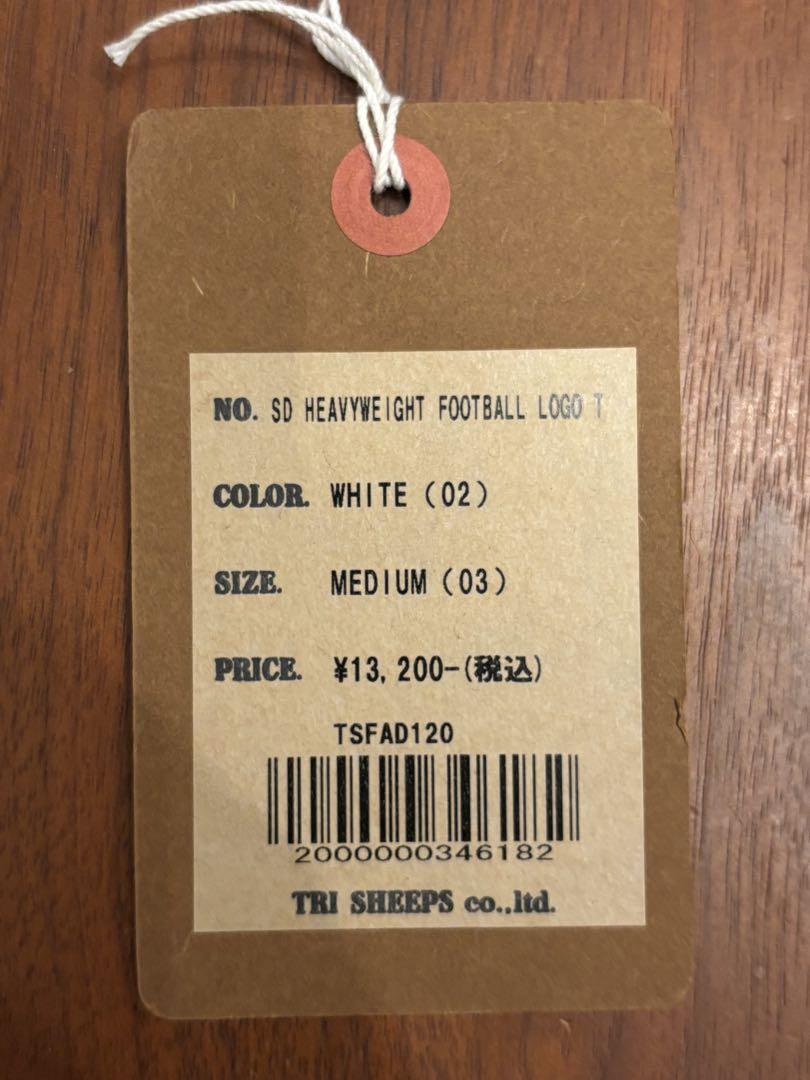 NO. SD HEAVYWEIGHT FOOTBALL LOGO T
COLOR. WHITE (02)
SIZE. MEDIUM (03)
PRICE. ¥13,200-(税込)
TSFAD120
2000000346182
TRI SHEEPS co.,ltd.